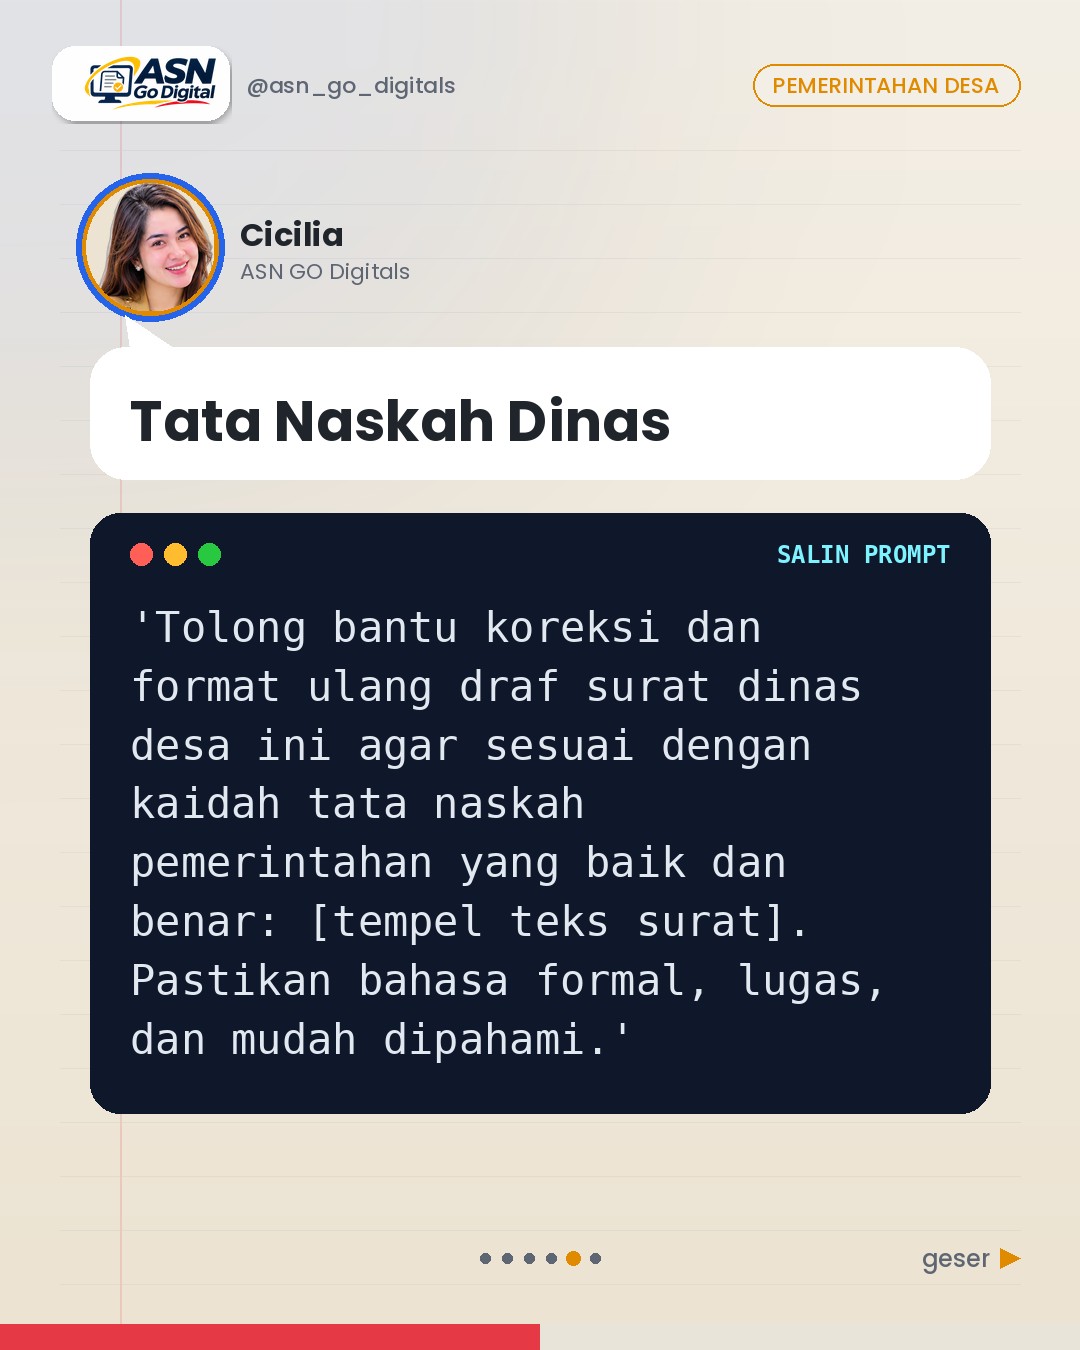 ASN
Go Digital
@asn_go_digitals
PEMERINTAHAN DESA
Cicilia
ASN GO Digitals
Tata Naskah Dinas
SALIN PROMPT
'Tolong bantu koreksi dan
format ulang draf surat dinas
desa ini agar sesuai dengan
kaidah tata naskah
pemerintahan yang baik dan
benar: [tempel teks surat].
Pastikan bahasa formal, lugas,
dan mudah dipahami.'
geser